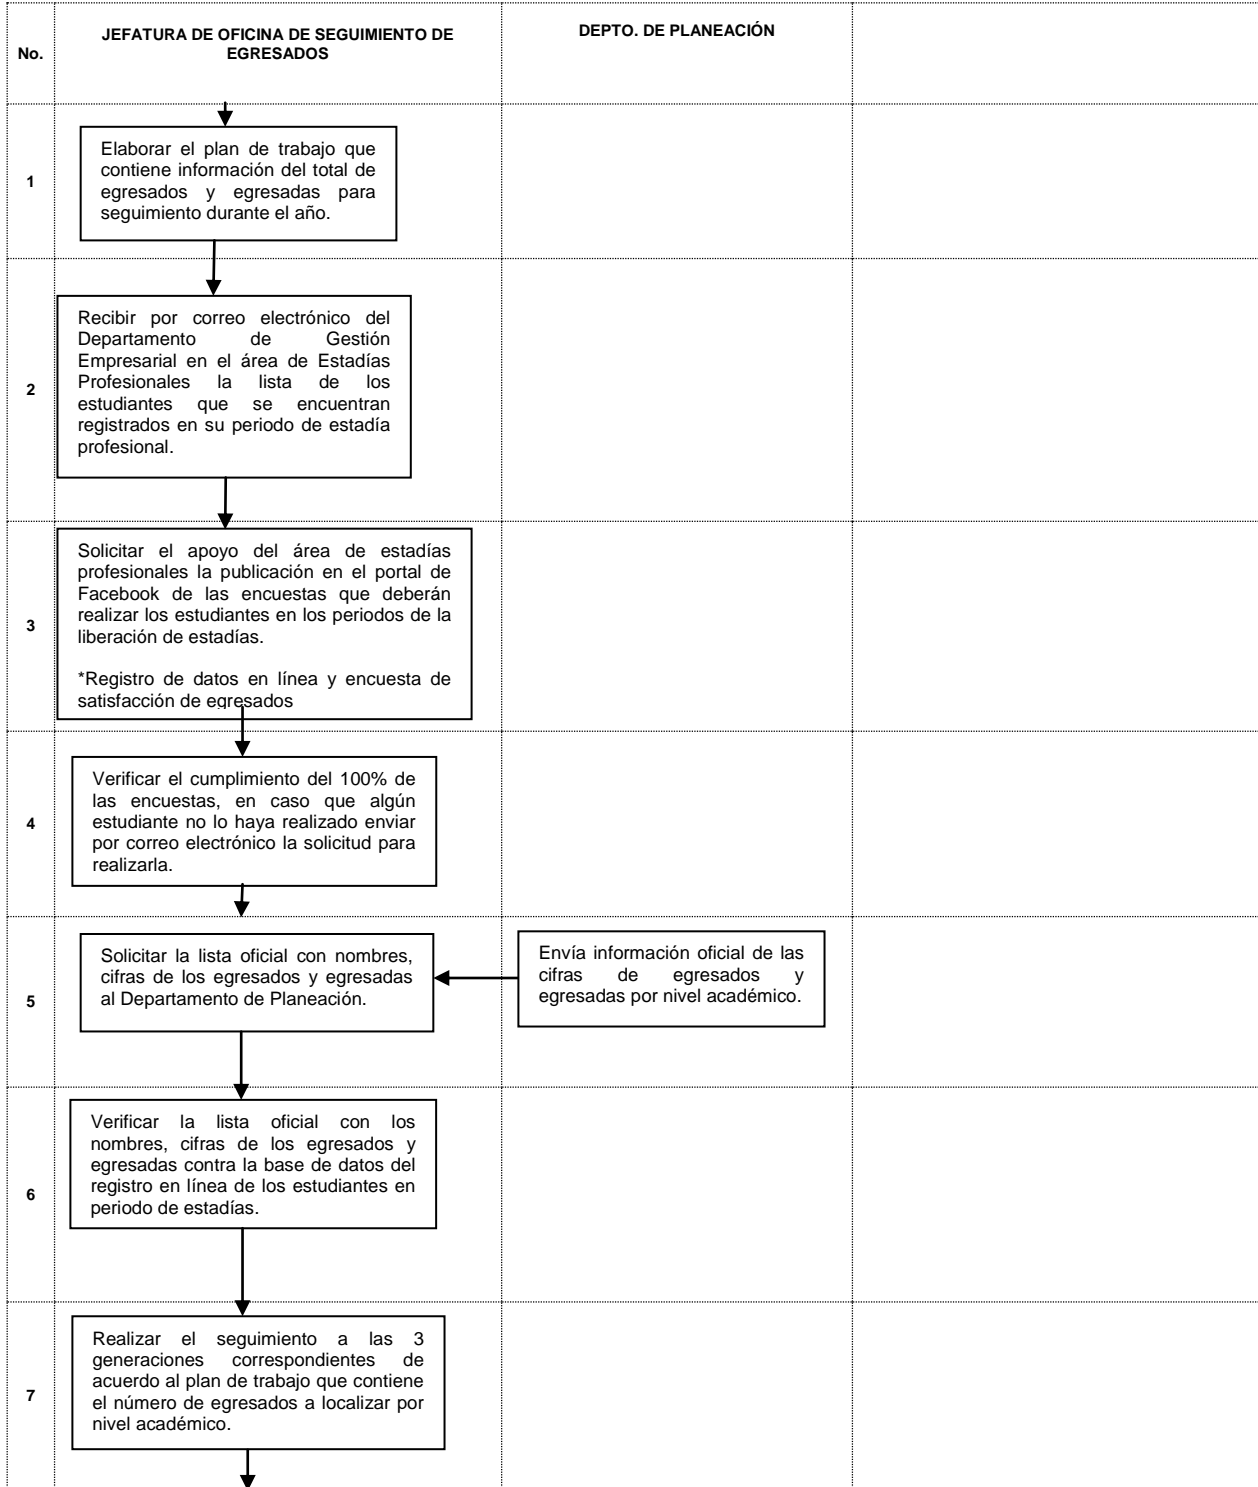 No.
JEFATURA DE OFICINA DE SEGUIMIENTO DE
EGRESADOS
DEPTO. DE PLANEACIÓN
1
Elaborar el plan de trabajo que
contiene información del total de
egresados y egresadas para
seguimiento durante el año.
2
Recibir por correo electrónico del
Departamento de Gestión
Empresarial en el área de Estadías
Profesionales la lista de los
estudiantes que se encuentran
registrados en su periodo de estadía
profesional.
3
Solicitar el apoyo del área de estadías
profesionales la publicación en el portal de
Facebook de las encuestas que deberán
realizar los estudiantes en los periodos de la
liberación de estadías.
*Registro de datos en línea y encuesta de
satisfacción de egresados
4
Verificar el cumplimiento del 100% de
las encuestas, en caso que algún
estudiante no lo haya realizado enviar
por correo electrónico la solicitud para
realizarla.
5
Solicitar la lista oficial con nombres,
cifras de los egresados y egresadas
al Departamento de Planeación.
Envía información oficial de las
cifras de egresados y
egresadas por nivel académico.
6
Verificar la lista oficial con los
nombres, cifras de los egresados y
egresadas contra la base de datos del
registro en línea de los estudiantes en
periodo de estadías.
7
Realizar el seguimiento a las 3
generaciones correspondientes de
acuerdo al plan de trabajo que contiene
el número de egresados a localizar por
nivel académico.